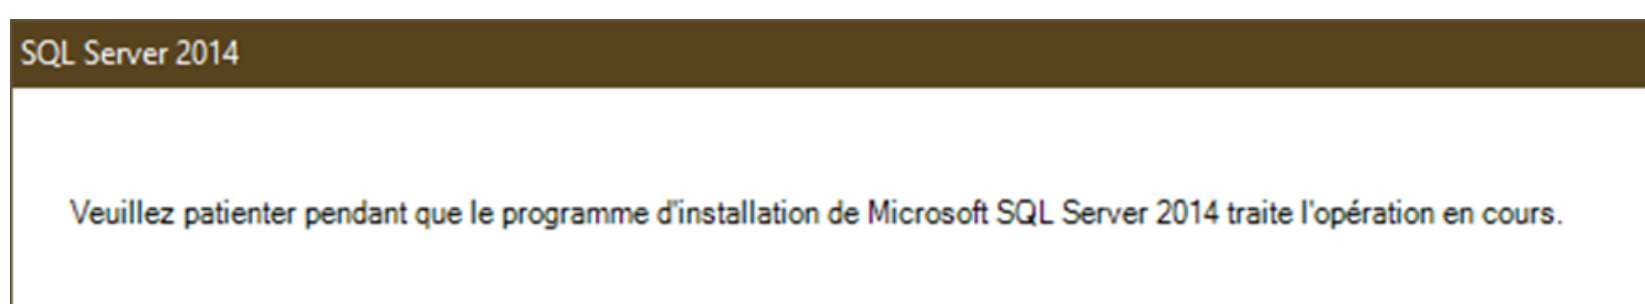 SQL Server 2014
Veuillez patienter pendant que le programme d'installation de Microsoft SQL Server 2014 traite l'opération en cours.